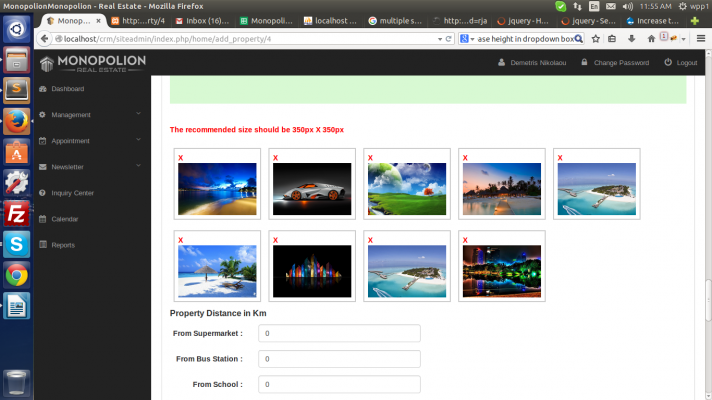 MonopolionMonopolion - Real Estate - Mozilla Firefox
En
11:55 AM
wpp1
Monopo...
http:....rty/4
Inbox (16)...
Monopoli...
localhost ...
multiple s...
http:...d=rja
jquery - H...
jquery - Se...
Increase t...
localhost/crm/siteadmin/index.php/home/add_property/4
ase height in dropdown box
1
MONOPOLION
REAL ESTATE
Demetris Nikolaou
Change Password
Logout
Dashboard
Management
Appointment
Newsletter
Inquiry Center
Calendar
Reports
The recommended size should be 350px X 350px
X X X X X
X X X X
Property Distance in Km
From Supermarket : 0
From Bus Station : 0
From School : 0